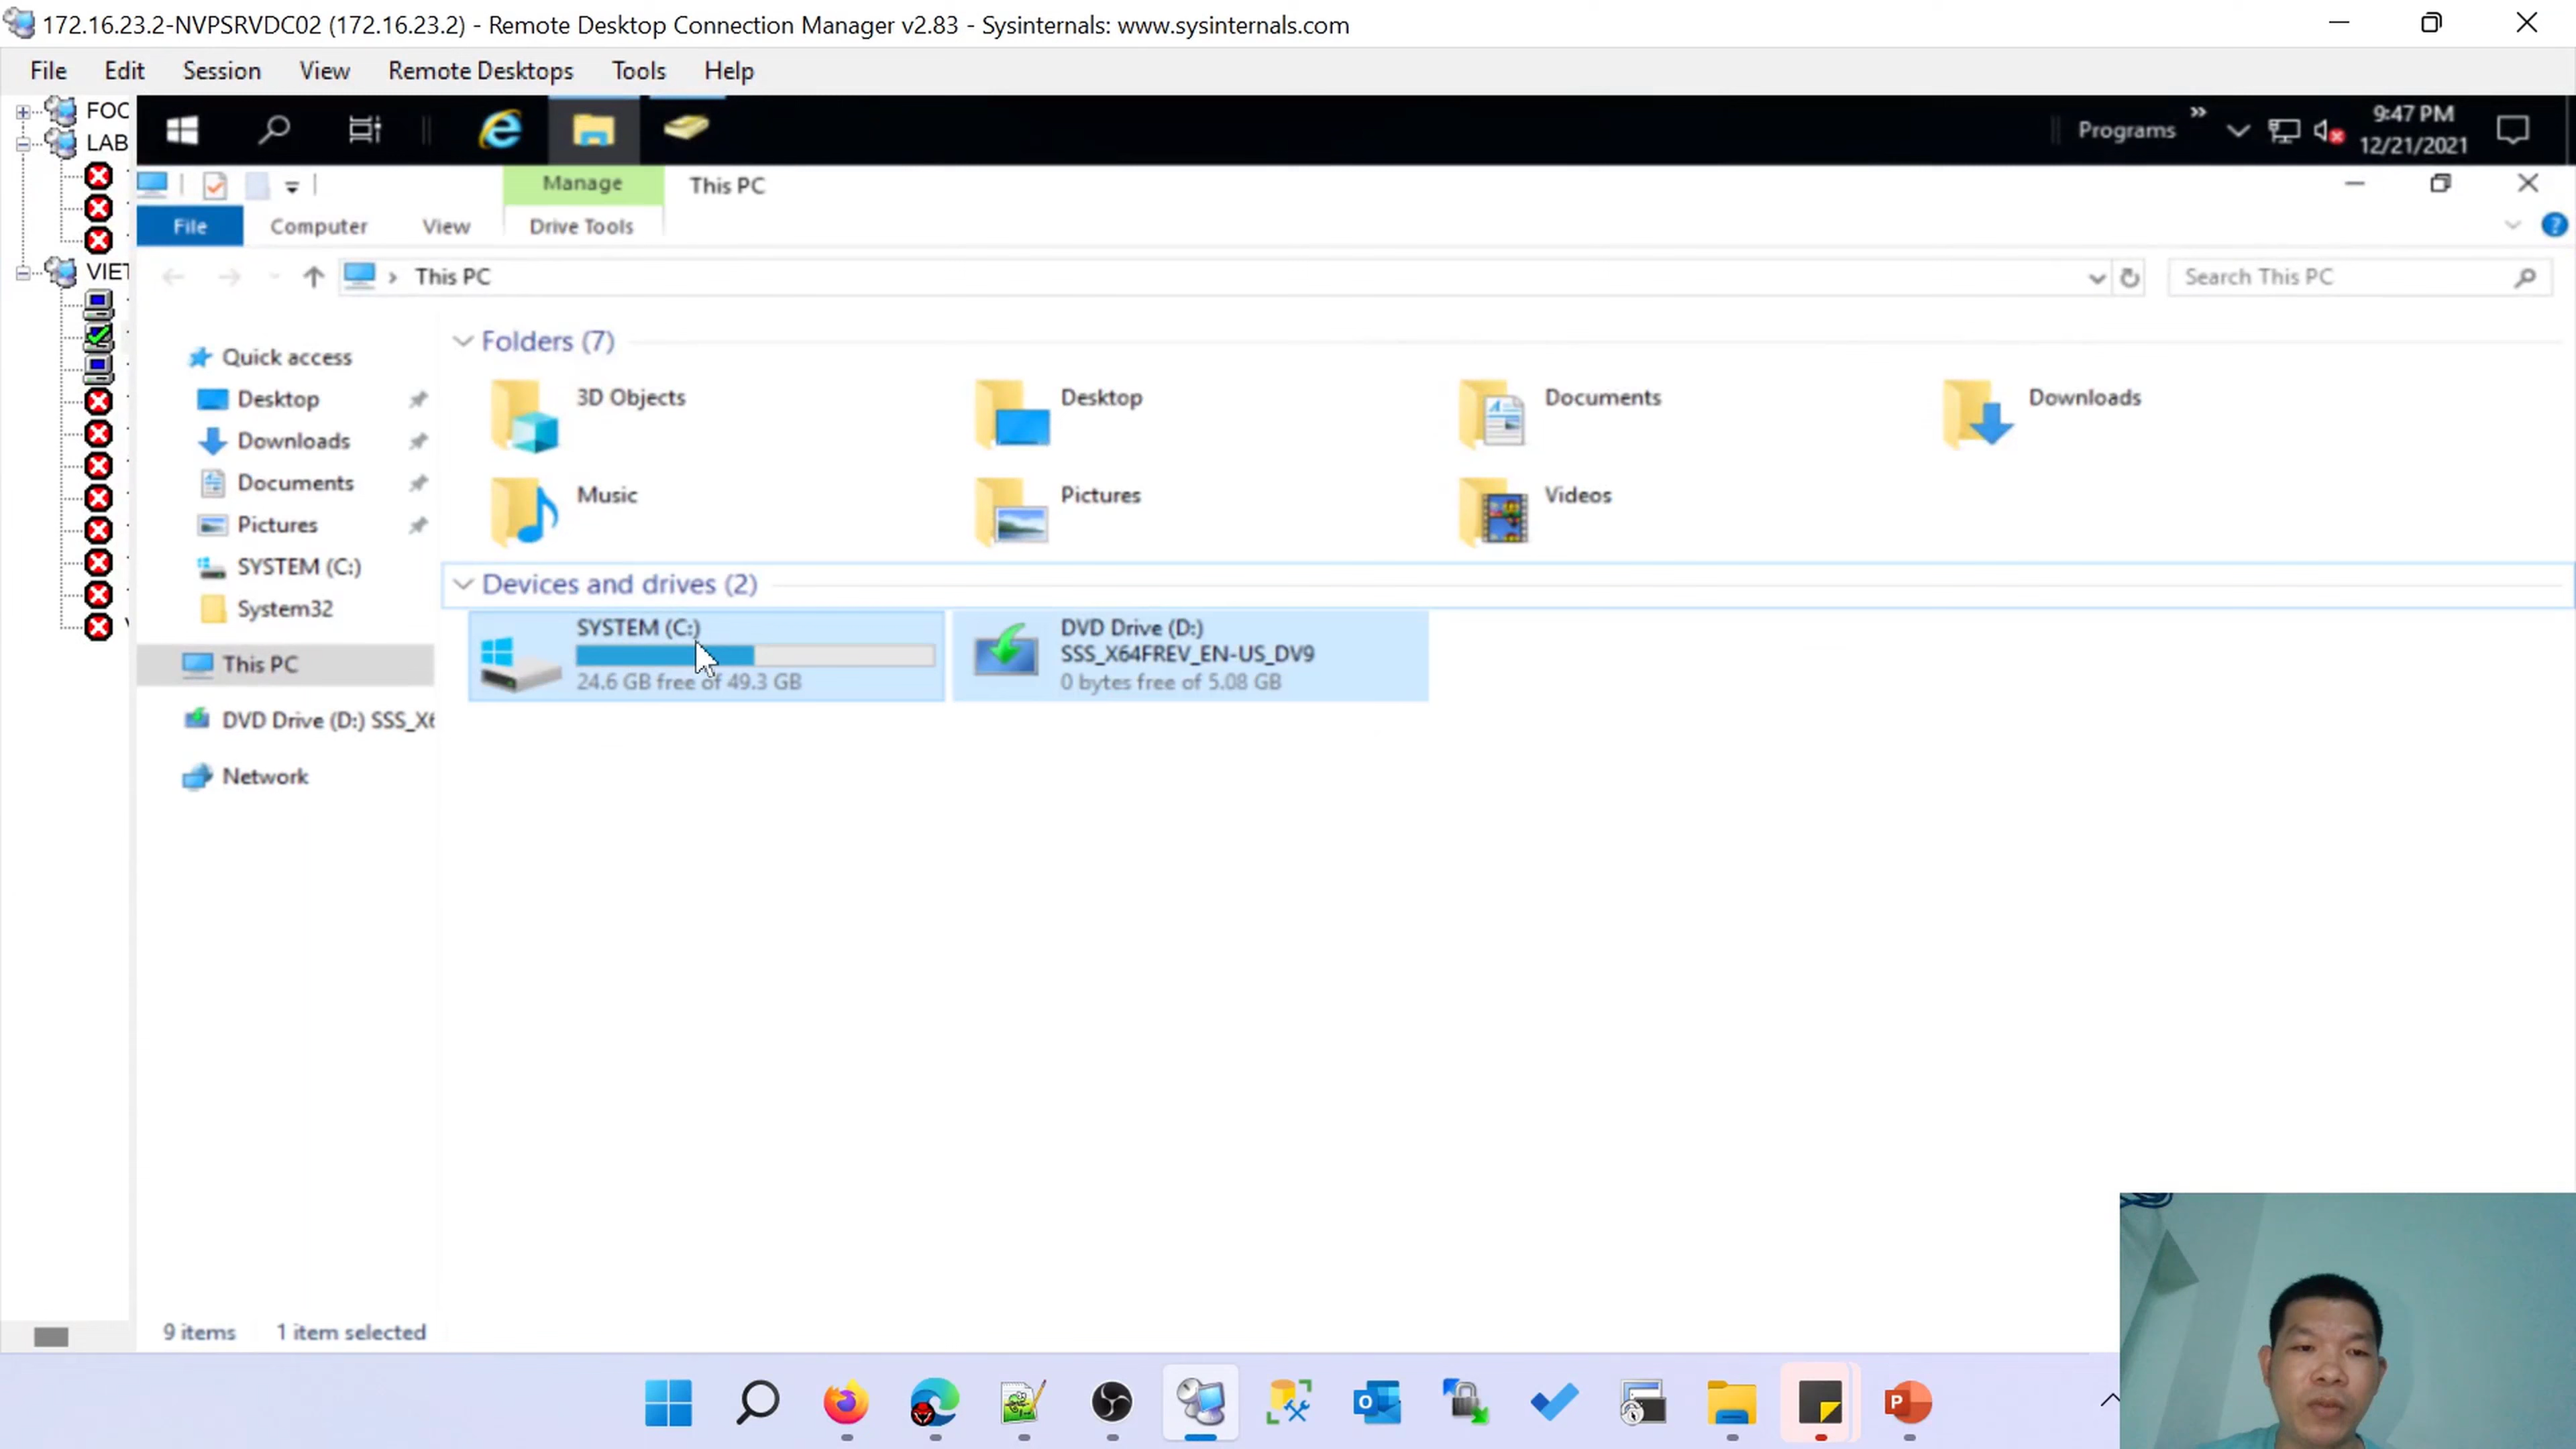 172.16.23.2-NVPSRVDC02 (172.16.23.2) - Remote Desktop Connection Manager v2.83 - Sysinternals: www.sysinternals.com
File Edit Session View Remote Desktops Tools Help
FOC
LAB
VIET
Programs
9:47 PM
12/21/2021
Manage This PC
File Computer View Drive Tools
This PC
Search This PC
Quick access
Desktop
Downloads
Documents
Pictures
SYSTEM (C:)
System32
This PC
DVD Drive (D:) SSS_X6
Network
Folders (7)
3D Objects
Desktop
Documents
Downloads
Music
Pictures
Videos
Devices and drives (2)
SYSTEM (C:)
24.6 GB free of 49.3 GB
DVD Drive (D:)
SSS_X64FREV_EN-US_DV9
0 bytes free of 5.08 GB
9 items 1 item selected